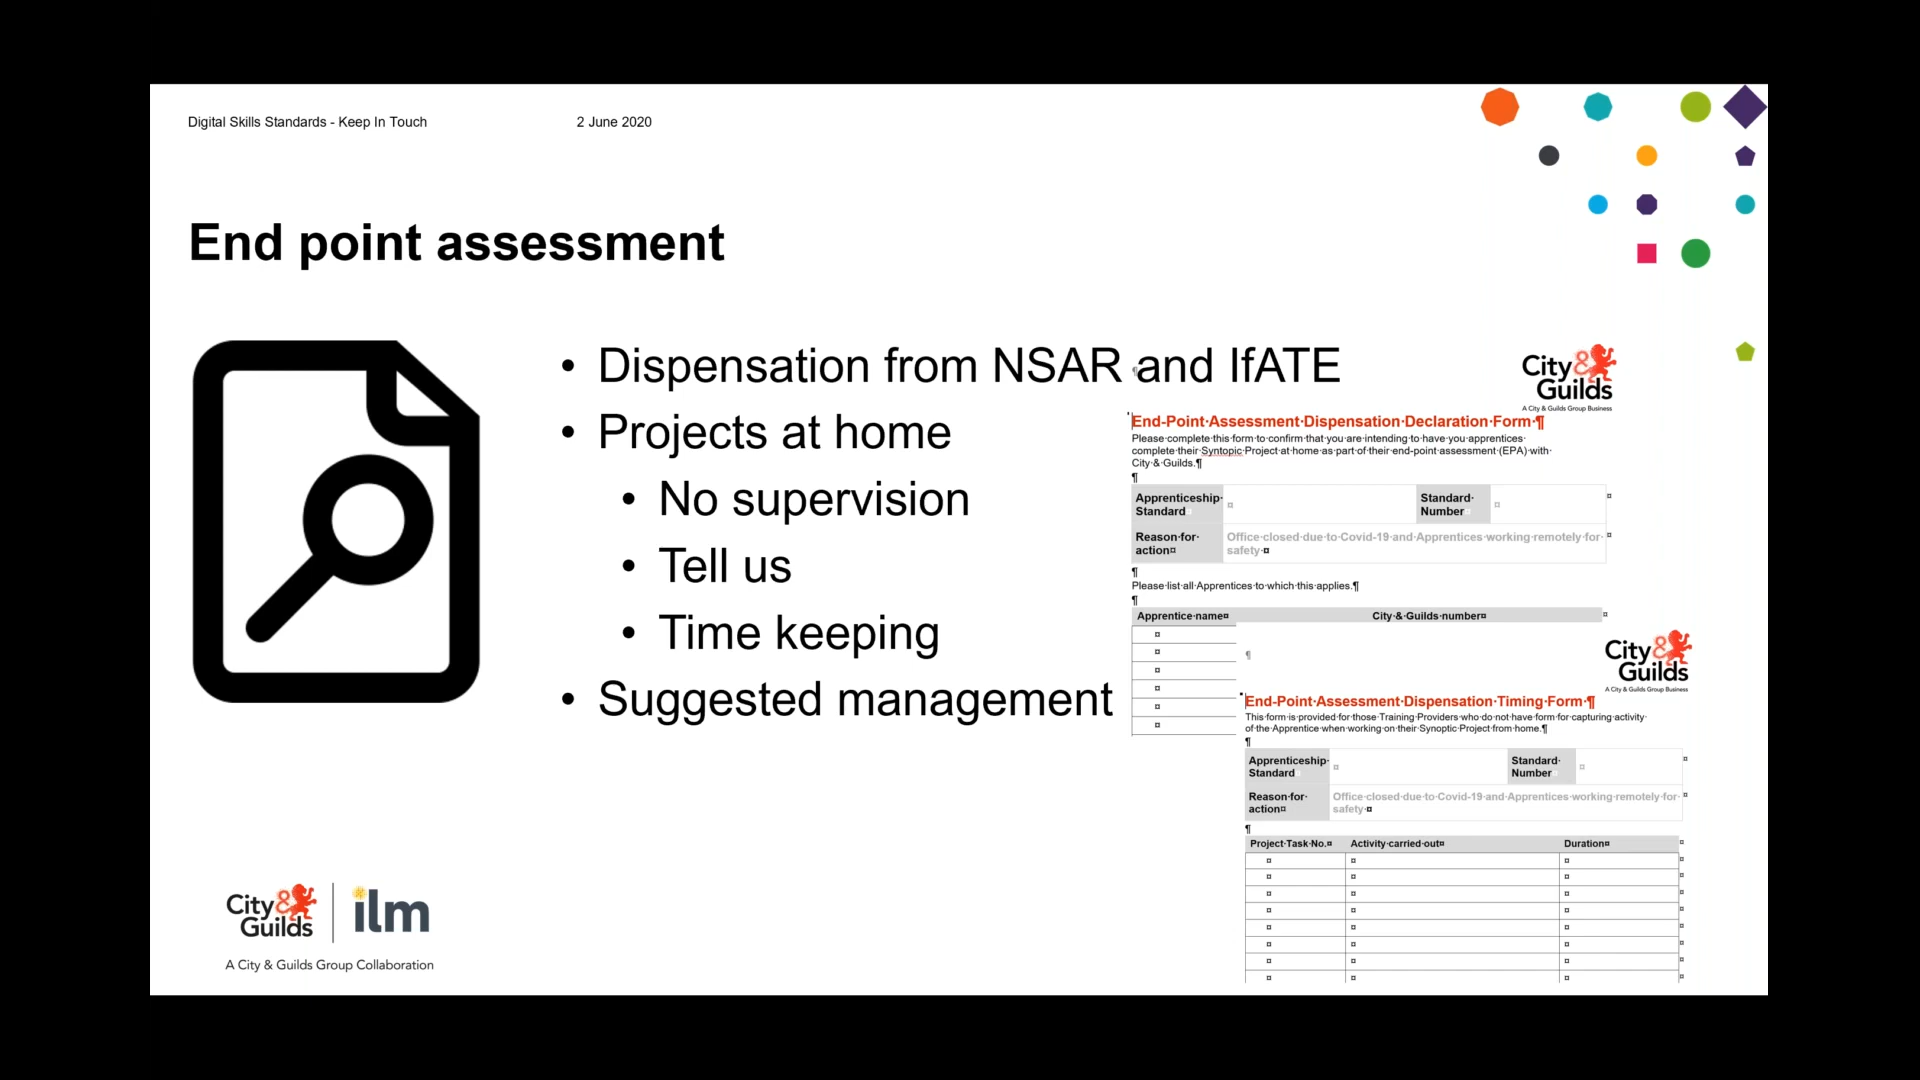 Digital Skills Standards - Keep In Touch
2 June 2020
End point assessment
• Dispensation from NSAR and IfATE
• Projects at home
• No supervision
• Tell us
• Time keeping
• Suggested management
City & Guilds
A City & Guilds Group Business
End-Point·Assessment·Dispensation·Declaration·Form·¶
Please·complete·this·form·to·confirm·that·you·are·intending·to·have·you·apprentices·
complete·their·Syntopic·Project·at·home·as·part·of·their·end-point·assessment·(EPA)·with·
City·&·Guilds.¶
¶
Apprenticeship·
Standard¤
¤
Standard·
Number¤
¤
Reason·for·
action¤
Office·closed·due·to·Covid-19·and·Apprentices·working·remotely·for·
safety·¤
¶
Please·list·all·Apprentices·to·which·this·applies.¶
¶
Apprentice·name¤ City·&·Guilds·number¤
¤
¤
¤
¤
¤
¤
¶
City & Guilds
A City & Guilds Group Business
End-Point·Assessment·Dispensation·Timing·Form·¶
This·form·is·provided·for·those·Training·Providers·who·do·not·have·form·for·capturing·activity·
of·the·Apprentice·when·working·on·their·Synoptic·Project·from·home.¶
¶
Apprenticeship·
Standard¤
¤
Standard·
Number¤
¤
Reason·for·
action¤
Office·closed·due·to·Covid-19·and·Apprentices·working·remotely·for·
safety·¤
¶
Project·Task·No.¤ Activity·carried·out¤ Duration¤
¤ ¤ ¤
¤ ¤ ¤
¤ ¤ ¤
¤ ¤ ¤
¤ ¤ ¤
¤ ¤ ¤
¤ ¤ ¤
¤ ¤ ¤
City & Guilds
ilm
A City & Guilds Group Collaboration